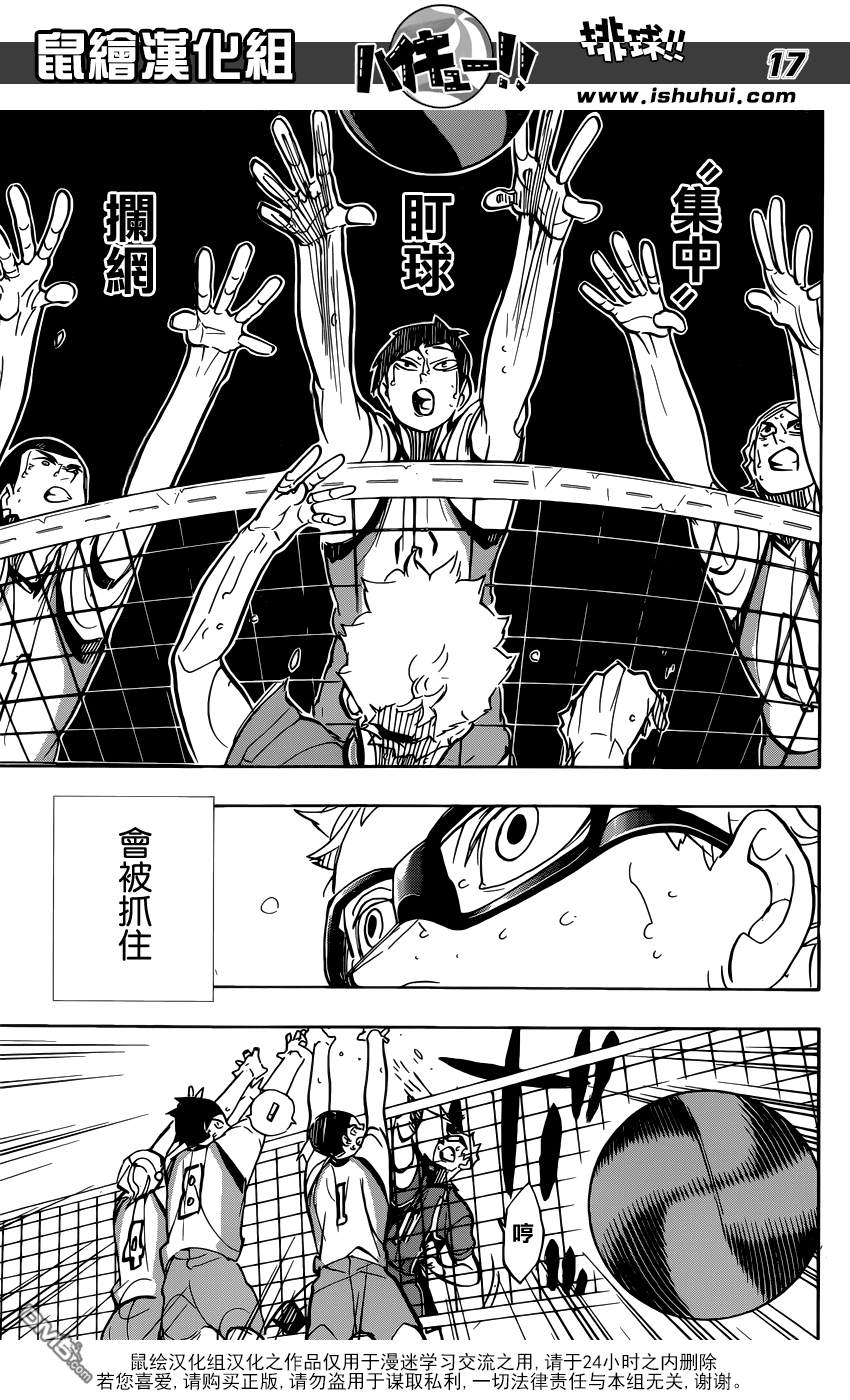 鼠繪漢化組
ハイキュー!!
排球!!
17
www.ishuhui.com
〝集中〟
盯球
攔網
會被抓住
!
哼
4
6
1
鼠绘汉化组汉化之作品仅用于漫迷学习交流之用, 请于24小时之内删除
若您喜爱, 请购买正版, 请勿盗用于谋取私利, 一切法律责任与本组无关, 谢谢。